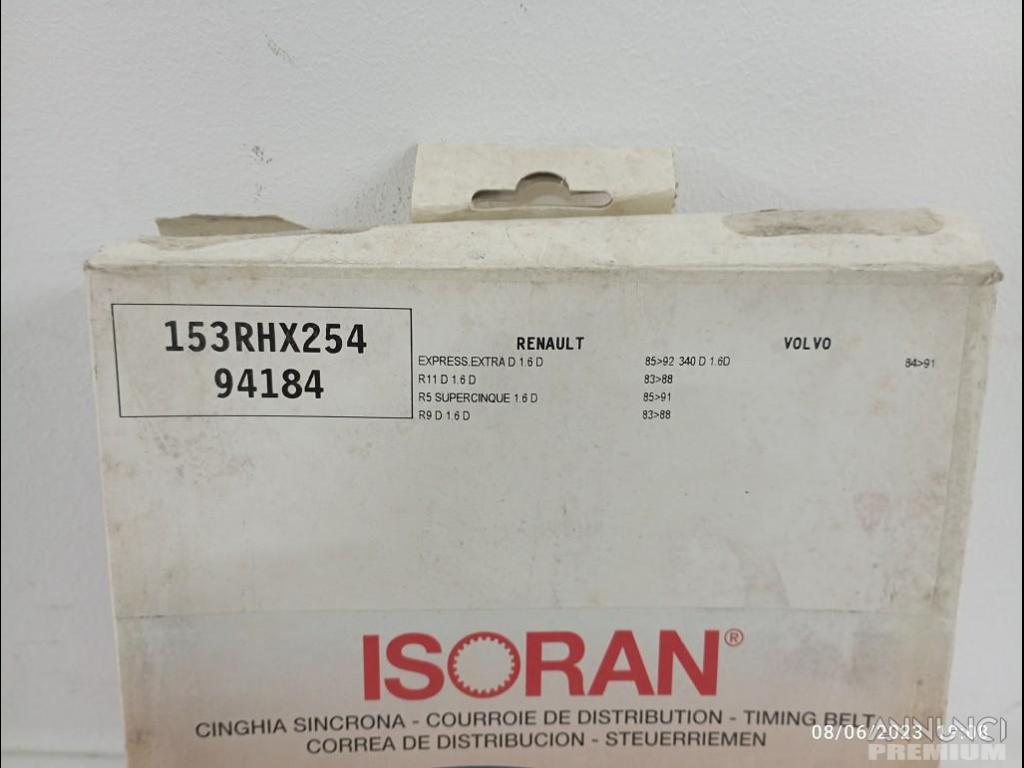 153RHX254
94184
RENAULT VOLVO
EXPRESS.EXTRA D 1.6 D 85>92 340 D 1.6D 84>91
R11 D 1.6 D 83>88
R5 SUPERCINQUE 1.6 D 85>91
R9 D 1.6 D 83>88
ISORAN®
CINGHIA SINCRONA - COURROIE DE DISTRIBUTION - TIMING BELT
CORREA DE DISTRIBUCION - STEUERRIEMEN
08/06/2023
ANNUNCI
PREMIUM